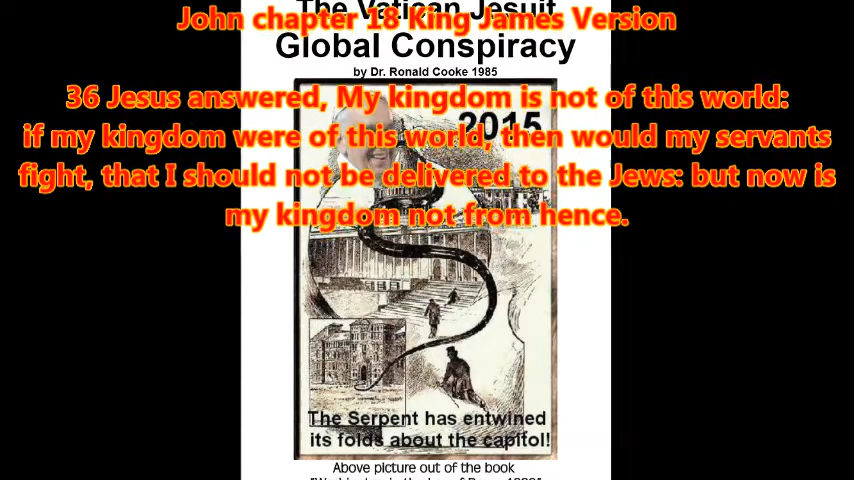 The Vatican Jesuit
John chapter 18 King James Version
Global Conspiracy
by Dr. Ronald Cooke 1985
36 Jesus answered, My kingdom is not of this world:
2015
if my kingdom were of this world, then would my servants
fight, that I should not be delivered to the Jews: but now is
my kingdom not from hence.
The Serpent has entwined
its folds about the capitol!
Above picture out of the book